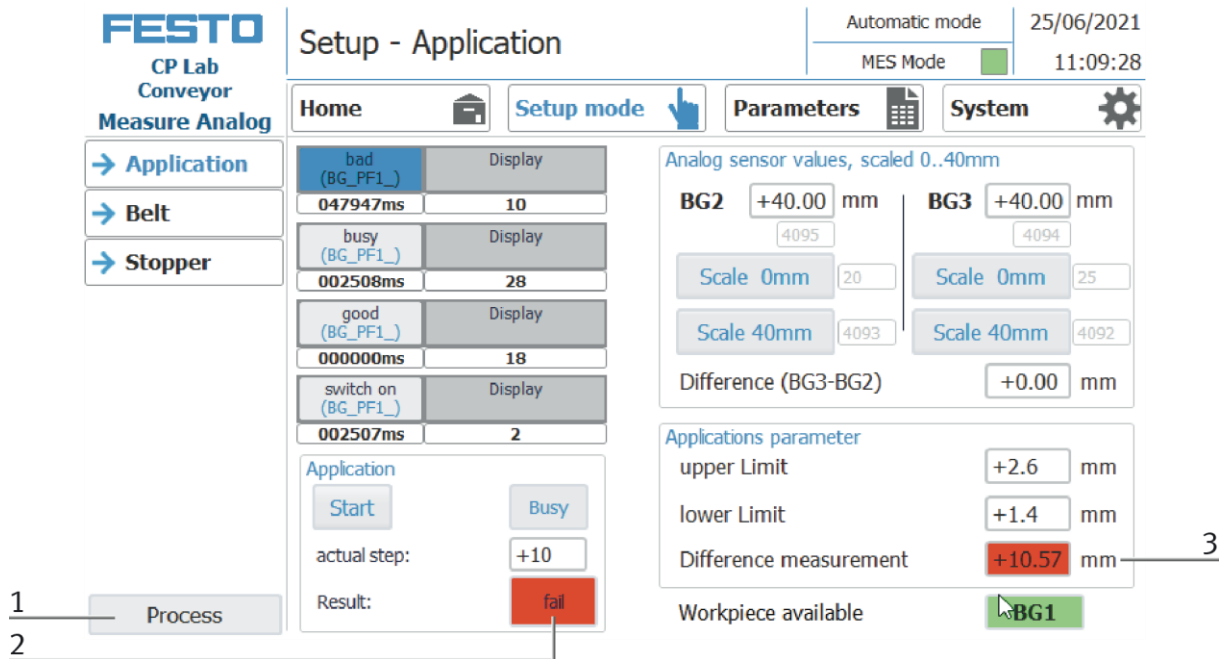 FESTO
CP Lab
Conveyor
Measure Analog
Setup - Application
Automatic mode
25/06/2021
MES Mode
11:09:28
Home
Setup mode
Parameters
System
Application
Belt
Stopper
bad
(BG_PF1_)
Display
047947ms
10
busy
(BG_PF1_)
Display
002508ms
28
good
(BG_PF1_)
Display
000000ms
18
switch on
(BG_PF1_)
Display
002507ms
2
Application
Start
Busy
actual step:
+10
Result:
fail
Analog sensor values, scaled 0..40mm
BG2 +40.00 mm
BG3 +40.00 mm
4095
4094
Scale 0mm 20
Scale 0mm 25
Scale 40mm 4093
Scale 40mm 4092
Difference (BG3-BG2) +0.00 mm
Applications parameter
upper Limit +2.6 mm
lower Limit +1.4 mm
Difference measurement +10.57 mm
3
Workpiece available BG1
1
Process
2